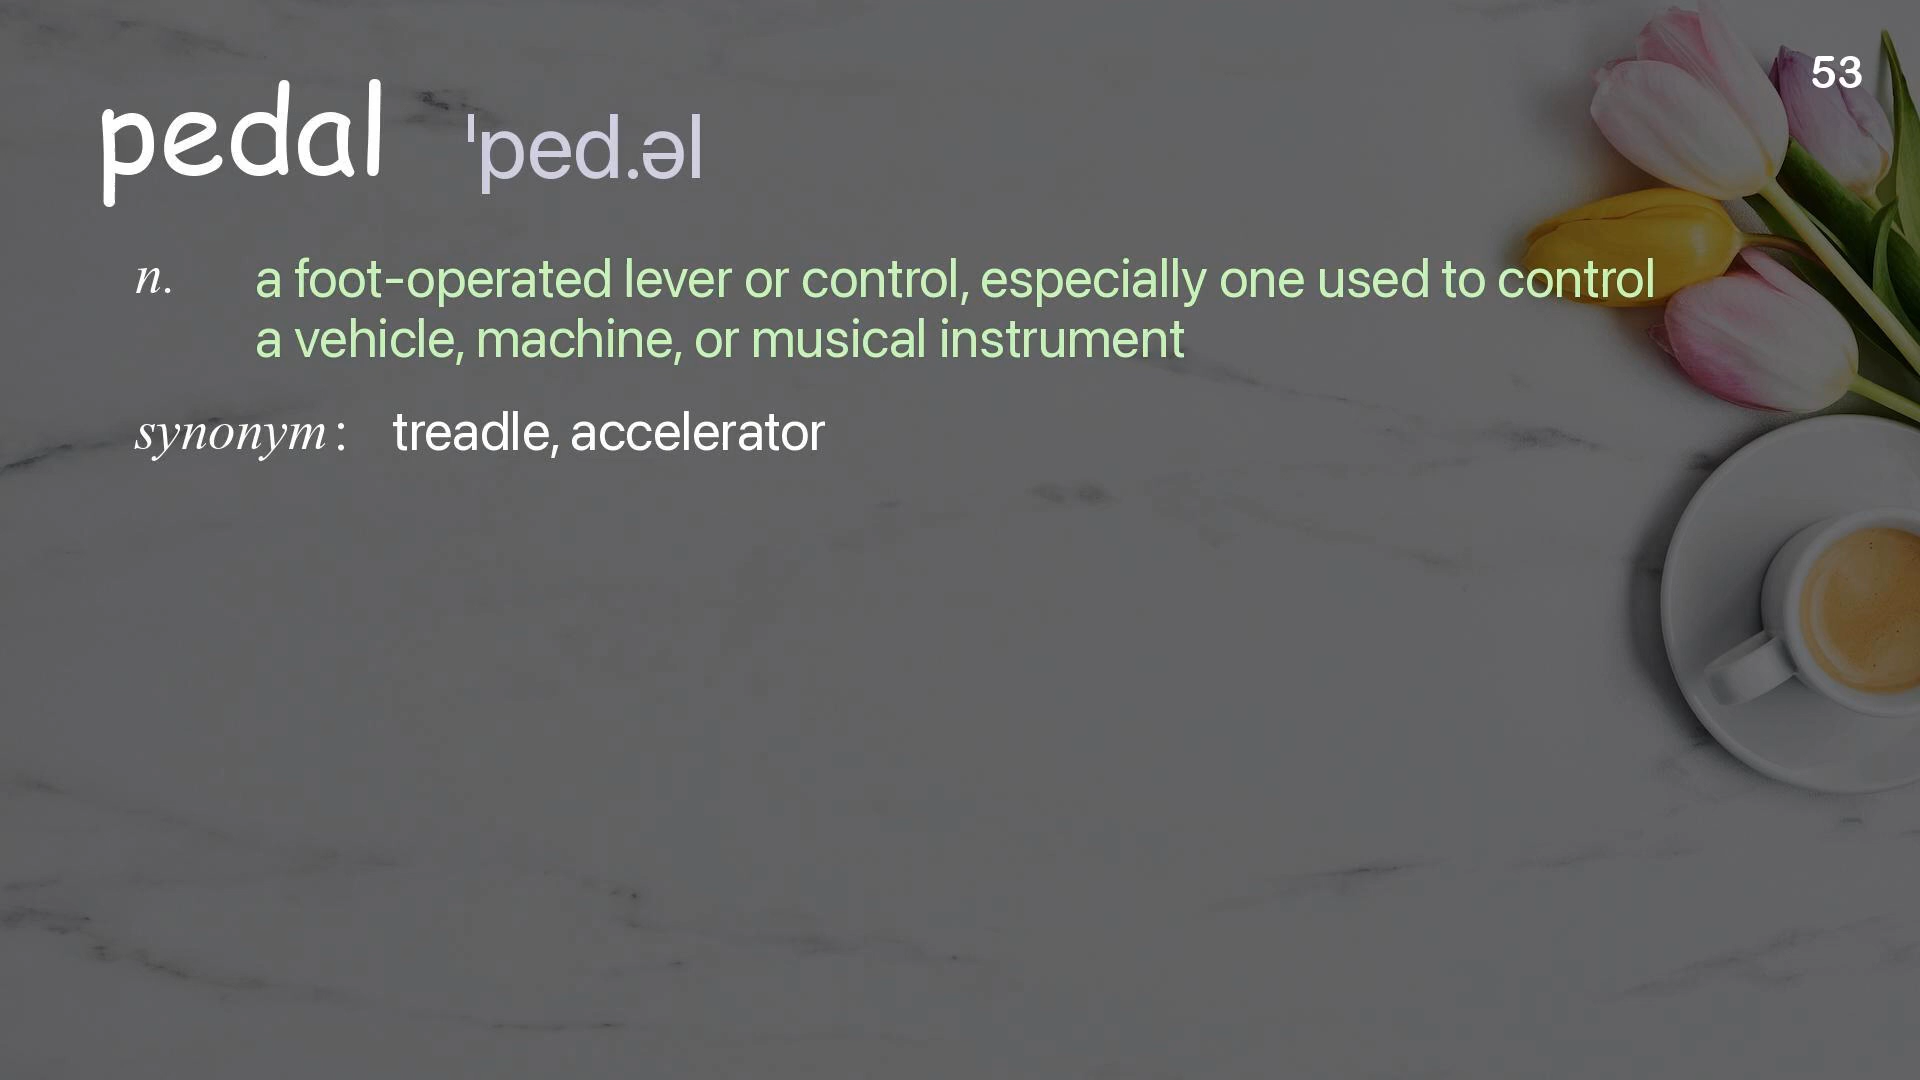 53
pedal ˈped.əl
n. a foot-operated lever or control, especially one used to control
a vehicle, machine, or musical instrument
synonym: treadle, accelerator